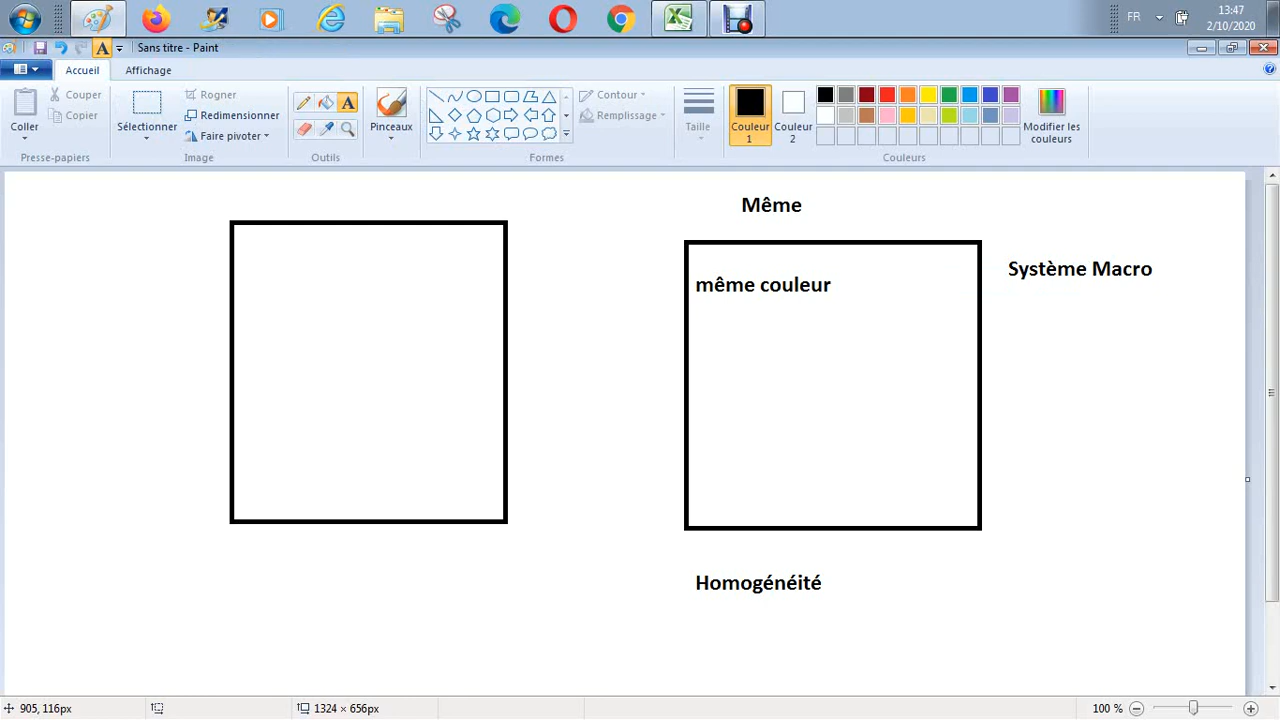 FR
13:47
2/10/2020
Sans titre - Paint
Accueil
Affichage
Coller
Couper
Copier
Presse-papiers
Sélectionner
Rogner
Redimensionner
Faire pivoter
Image
A
Outils
Pinceaux
Contour
Remplissage
Formes
Taille
Couleur 1
Couleur 2
Modifier les couleurs
Couleurs
Même
Système Macro
même couleur
Homogénéité
905, 116px
1324 × 656px
100 %